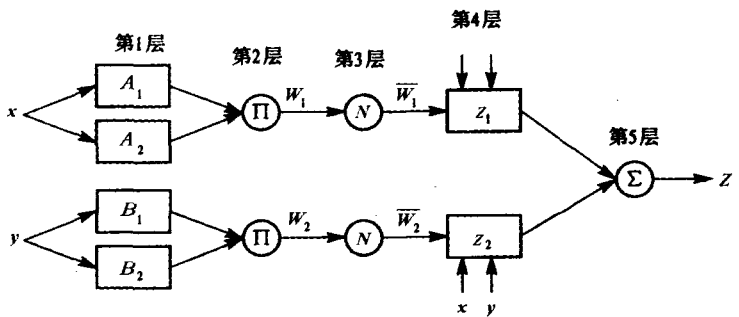 第1层
第2层
第3层
第4层
第5层
x
A₁
A₂
Π
W₁
N
W̅₁
z₁
Σ
Z
y
B₁
B₂
Π
W₂
N
W̅₂
z₂
x y